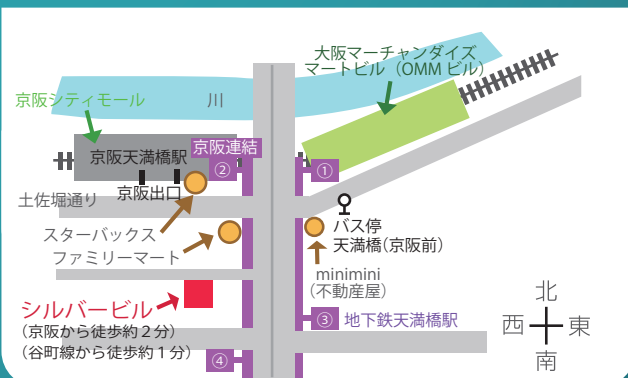 大阪マーチャンダイズ
マートビル（OMMビル）
京阪シティモール
川
京阪連結
京阪天満橋駅
②
①
京阪出口
土佐堀通り
バス停
天満橋(京阪前)
スターバックス
ファミリーマート
minimini
（不動産屋）
シルバービル
（京阪から徒歩約２分）
（谷町線から徒歩約１分）
③
地下鉄天満橋駅
④
北
西
東
南